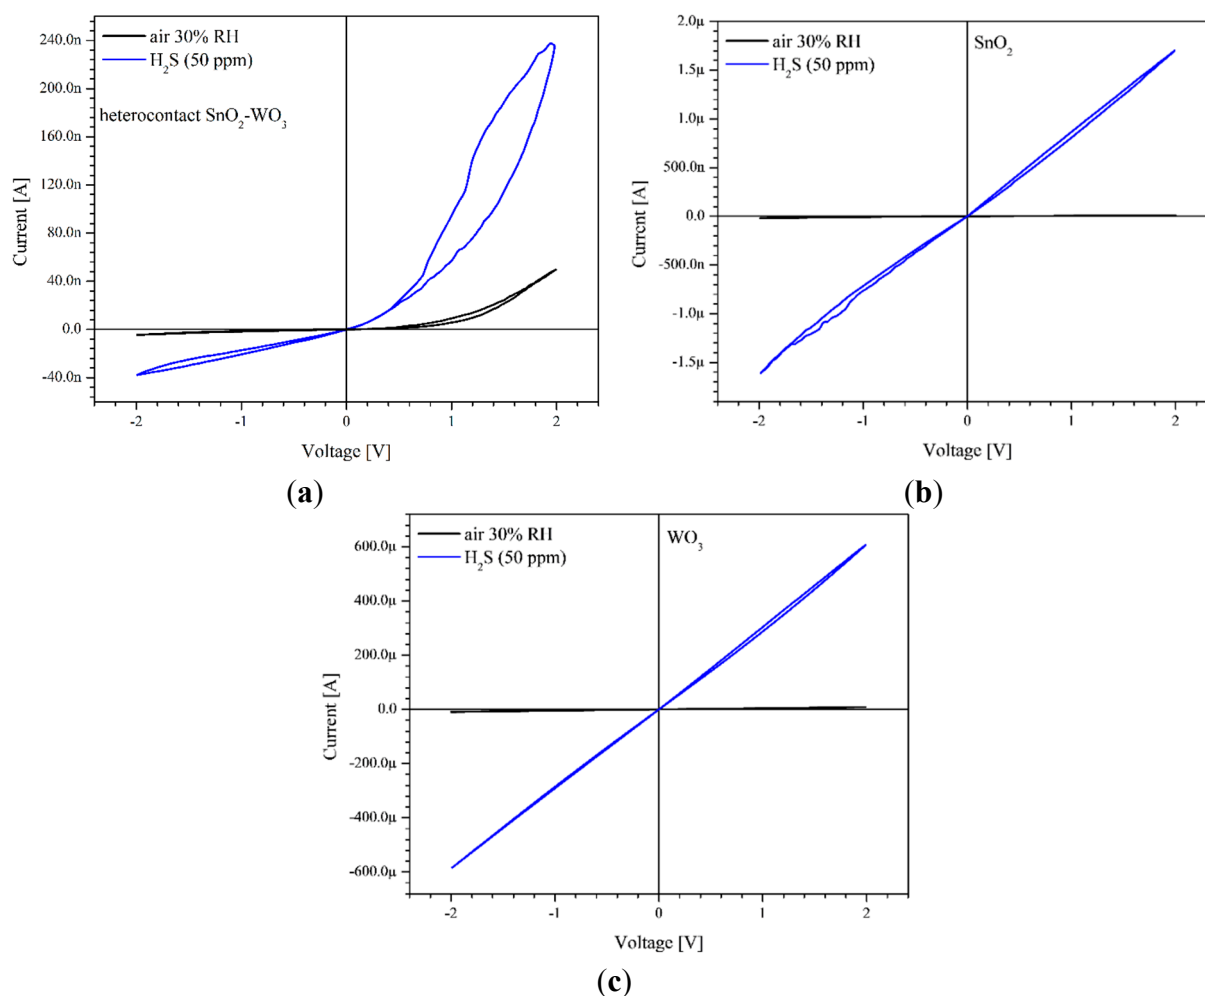 air 30% RH
H₂S (50 ppm)
heterocontact SnO₂-WO₃
240.0n
200.0n
160.0n
120.0n
80.0n
40.0n
0.0
-40.0n
Current [A]
-2
-1
0
1
2
Voltage [V]
(a)
air 30% RH
H₂S (50 ppm)
SnO₂
2.0µ
1.5µ
1.0µ
500.0n
0.0
-500.0n
-1.0µ
-1.5µ
Current [A]
-2
-1
0
1
2
Voltage [V]
(b)
air 30% RH
H₂S (50 ppm)
WO₃
600.0µ
400.0µ
200.0µ
0.0
-200.0µ
-400.0µ
-600.0µ
Current [A]
-2
-1
0
1
2
Voltage [V]
(c)